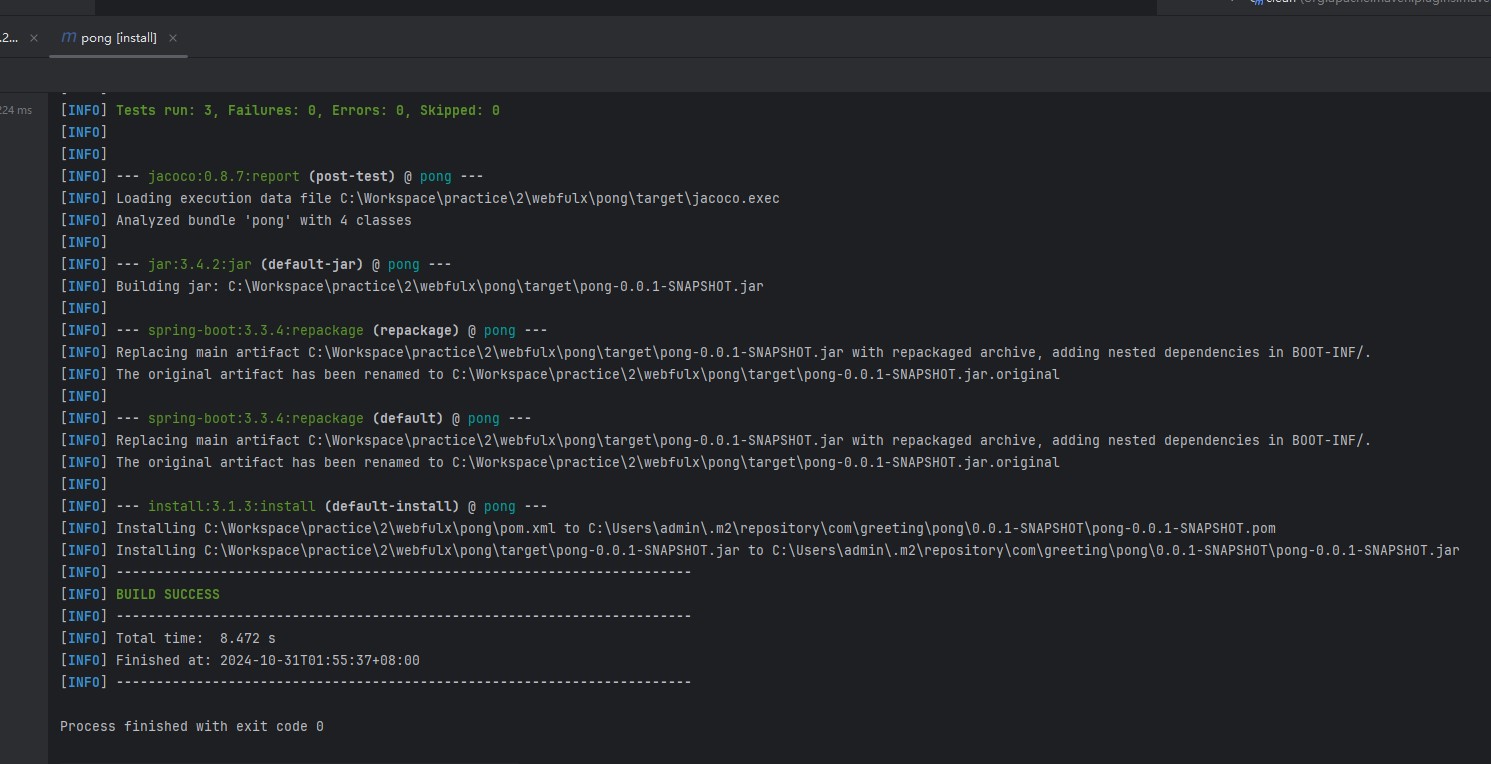 clean
.2...
pong [install]
224 ms
[INFO] Tests run: 3, Failures: 0, Errors: 0, Skipped: 0
[INFO]
[INFO]
[INFO] --- jacoco:0.8.7:report (post-test) @ pong ---
[INFO] Loading execution data file C:\Workspace\practice\2\webfulx\pong\target\jacoco.exec
[INFO] Analyzed bundle 'pong' with 4 classes
[INFO]
[INFO] --- jar:3.4.2:jar (default-jar) @ pong ---
[INFO] Building jar: C:\Workspace\practice\2\webfulx\pong\target\pong-0.0.1-SNAPSHOT.jar
[INFO]
[INFO] --- spring-boot:3.3.4:repackage (repackage) @ pong ---
[INFO] Replacing main artifact C:\Workspace\practice\2\webfulx\pong\target\pong-0.0.1-SNAPSHOT.jar with repackaged archive, adding nested dependencies in BOOT-INF/.
[INFO] The original artifact has been renamed to C:\Workspace\practice\2\webfulx\pong\target\pong-0.0.1-SNAPSHOT.jar.original
[INFO]
[INFO] --- spring-boot:3.3.4:repackage (default) @ pong ---
[INFO] Replacing main artifact C:\Workspace\practice\2\webfulx\pong\target\pong-0.0.1-SNAPSHOT.jar with repackaged archive, adding nested dependencies in BOOT-INF/.
[INFO] The original artifact has been renamed to C:\Workspace\practice\2\webfulx\pong\target\pong-0.0.1-SNAPSHOT.jar.original
[INFO]
[INFO] --- install:3.1.3:install (default-install) @ pong ---
[INFO] Installing C:\Workspace\practice\2\webfulx\pong\pom.xml to C:\Users\admin\.m2\repository\com\greeting\pong\0.0.1-SNAPSHOT\pong-0.0.1-SNAPSHOT.pom
[INFO] Installing C:\Workspace\practice\2\webfulx\pong\target\pong-0.0.1-SNAPSHOT.jar to C:\Users\admin\.m2\repository\com\greeting\pong\0.0.1-SNAPSHOT\pong-0.0.1-SNAPSHOT.jar
[INFO] ------------------------------------------------------------------------
[INFO] BUILD SUCCESS
[INFO] ------------------------------------------------------------------------
[INFO] Total time:  8.472 s
[INFO] Finished at: 2024-10-31T01:55:37+08:00
[INFO] ------------------------------------------------------------------------
Process finished with exit code 0